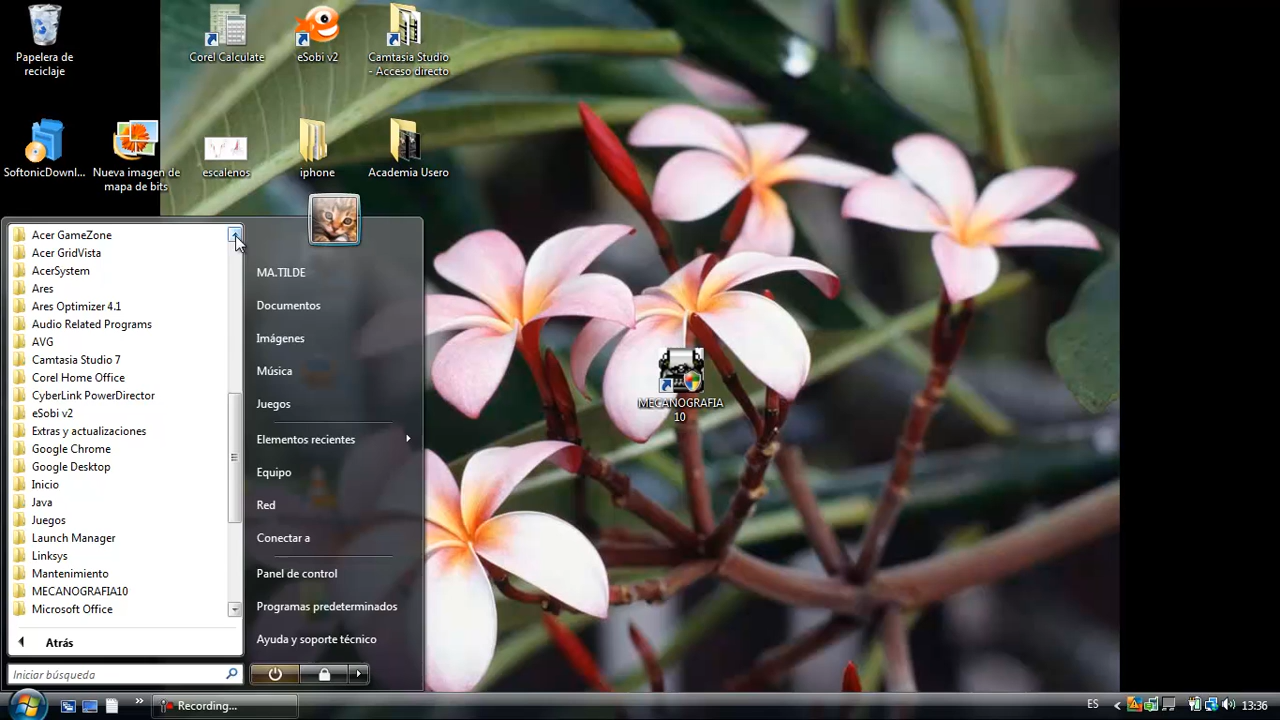 Papelera de
reciclaje
Corel Calculate
eSobi v2
Camtasia Studio
- Acceso directo
SoftonicDownl...
Nueva imagen de
mapa de bits
escalenos
iphone
Academia Usero
MECANOGRAFIA
10
Acer GameZone
Acer GridVista
AcerSystem
Ares
Ares Optimizer 4.1
Audio Related Programs
AVG
Camtasia Studio 7
Corel Home Office
CyberLink PowerDirector
eSobi v2
Extras y actualizaciones
Google Chrome
Google Desktop
Inicio
Java
Juegos
Launch Manager
Linksys
Mantenimiento
MECANOGRAFIA10
Microsoft Office
Atrás
Iniciar búsqueda
MA.TILDE
Documentos
Imágenes
Música
Juegos
Elementos recientes
Equipo
Red
Conectar a
Panel de control
Programas predeterminados
Ayuda y soporte técnico
Recording...
ES
13:36